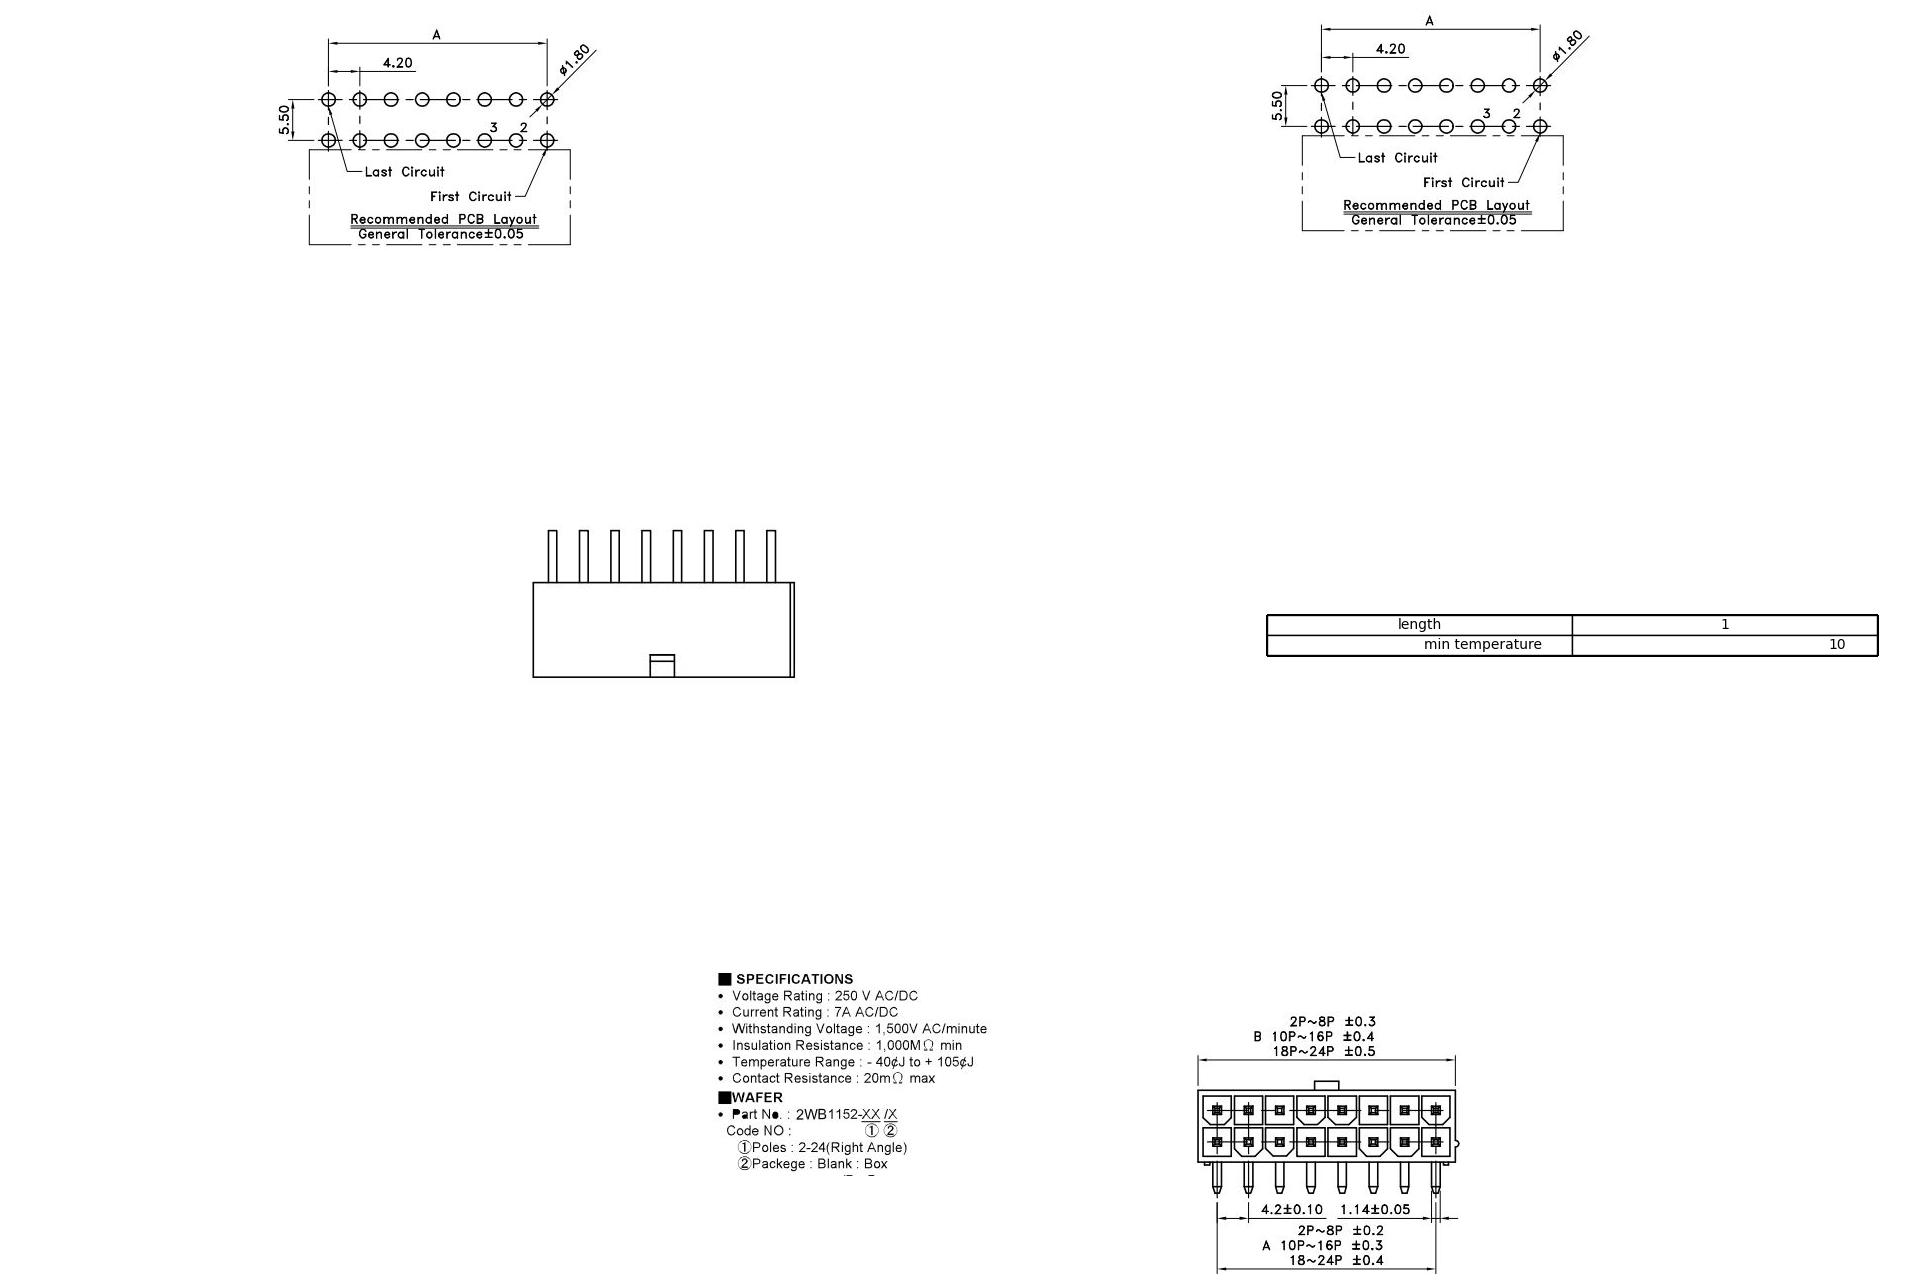 A
4.20
ø1.80
5.50
3 2
Last Circuit
First Circuit
Recommended PCB Layout
General Tolerance±0.05
A
4.20
ø1.80
5.50
3 2
Last Circuit
First Circuit
Recommended PCB Layout
General Tolerance±0.05
length 1
min temperature 10
■ SPECIFICATIONS
• Voltage Rating : 250 V AC/DC
• Current Rating : 7A AC/DC
• Withstanding Voltage : 1,500V AC/minute
• Insulation Resistance : 1,000MΩ min
• Temperature Range : - 40¢J to + 105¢J
• Contact Resistance : 20mΩ max
■WAFER
• Part No. : 2WB1152-XX /X
Code NO : ① ②
①Poles : 2-24(Right Angle)
②Packege : Blank : Box
2P~8P ±0.3
B 10P~16P ±0.4
18P~24P ±0.5
4.2±0.10 1.14±0.05
2P~8P ±0.2
A 10P~16P ±0.3
18~24P ±0.4